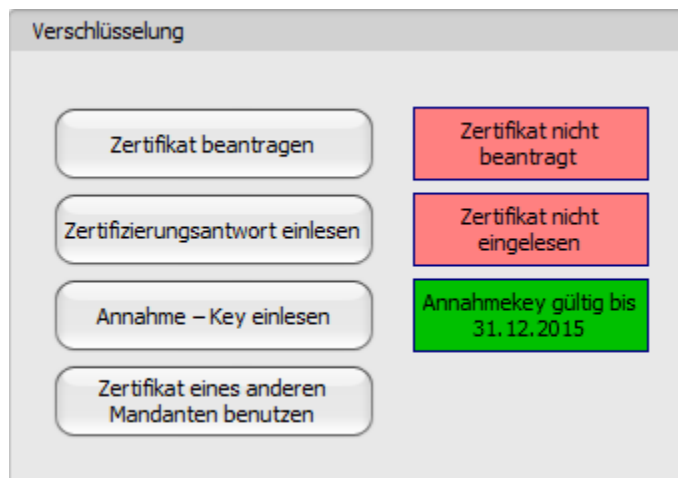 Verschlüsselung
Zertifikat beantragen
Zertifikat nicht
beantragt
Zertifizierungsantwort einlesen
Zertifikat nicht
eingelesen
Annahme – Key einlesen
Annahmekey gültig bis
31.12.2015
Zertifikat eines anderen
Mandanten benutzen